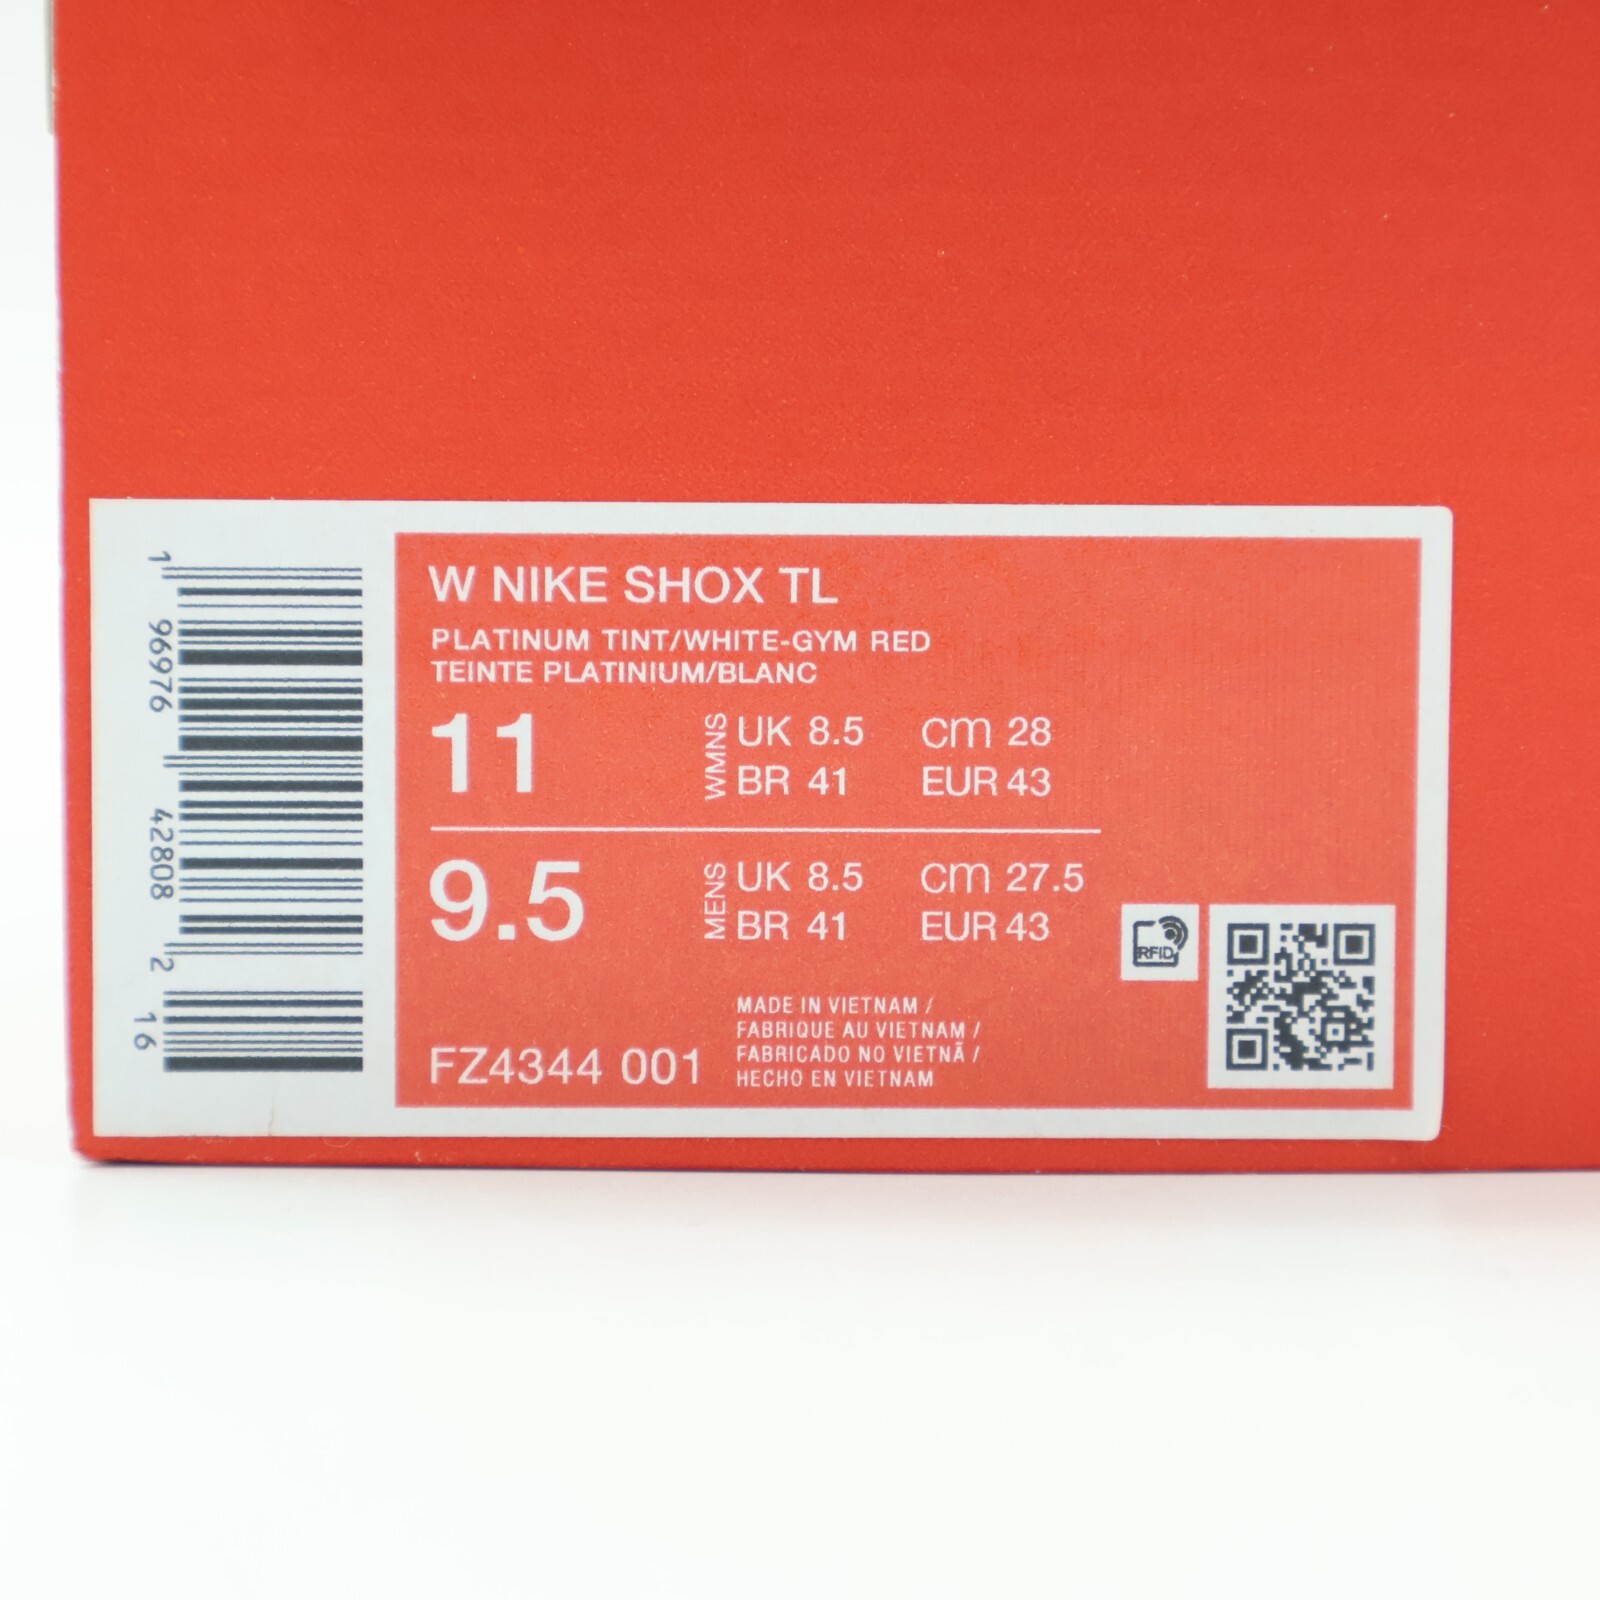 W NIKE SHOX TL
PLATINUM TINT/WHITE-GYM RED
TEINTE PLATINIUM/BLANC
11
WMNS
UK 8.5 cm 28
BR 41 EUR 43
9.5
MENS
UK 8.5 cm 27.5
BR 41 EUR 43
FZ4344 001
MADE IN VIETNAM /
FABRIQUE AU VIETNAM /
FABRICADO NO VIETNÃ /
HECHO EN VIETNAM
RFID
1 96976 42808 2 16